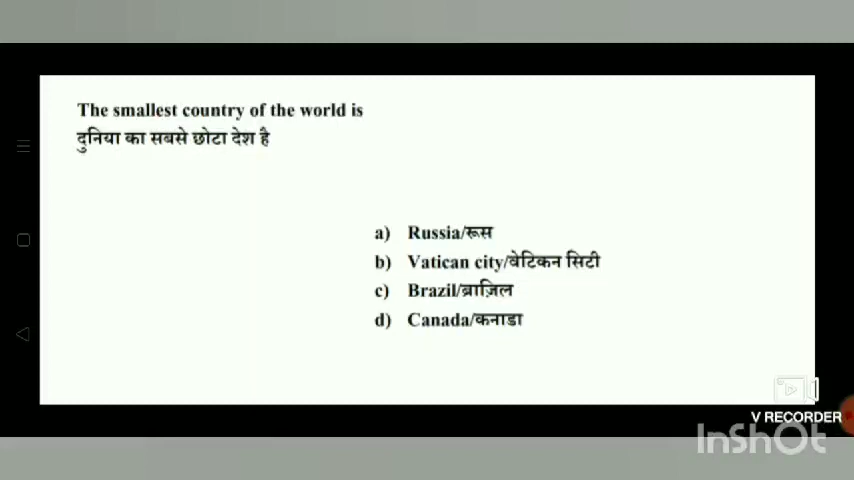 The smallest country of the world is
दुनिया का सबसे छोटा देश है
a) Russia/रूस
b) Vatican city/वेटिकन सिटी
c) Brazil/ब्राज़िल
d) Canada/कनाडा
V RECORDER
InShOt